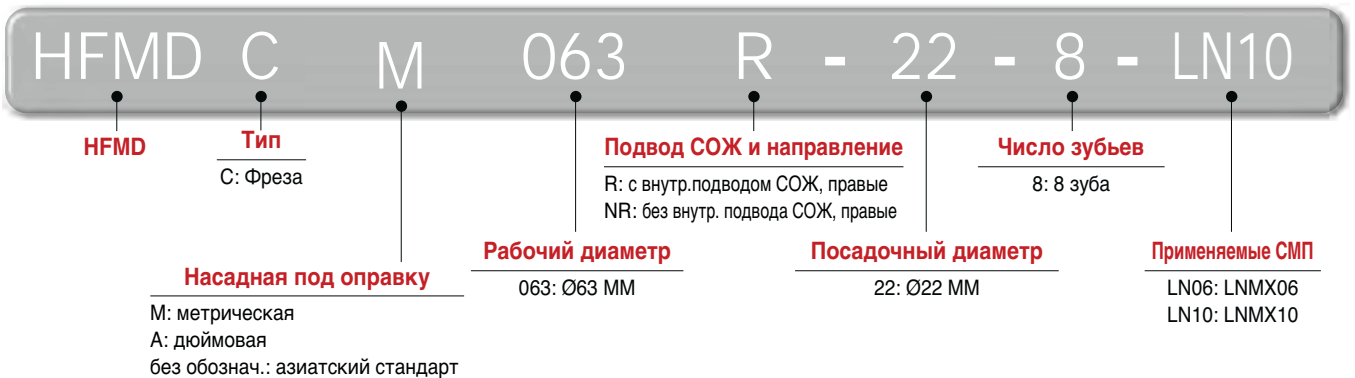 HFMD C M 063 R - 22 - 8 - LN10
HFMD
Тип
С: Фреза
Насадная под оправку
М: метрическая
А: дюймовая
без обознач.: азиатский стандарт
Рабочий диаметр
063: Ø63 ММ
Подвод СОЖ и направление
R: с внутр.подводом СОЖ, правые
NR: без внутр. подвода СОЖ, правые
Посадочный диаметр
22: Ø22 ММ
Число зубьев
8: 8 зуба
Применяемые СМП
LN06: LNMX06
LN10: LNMX10